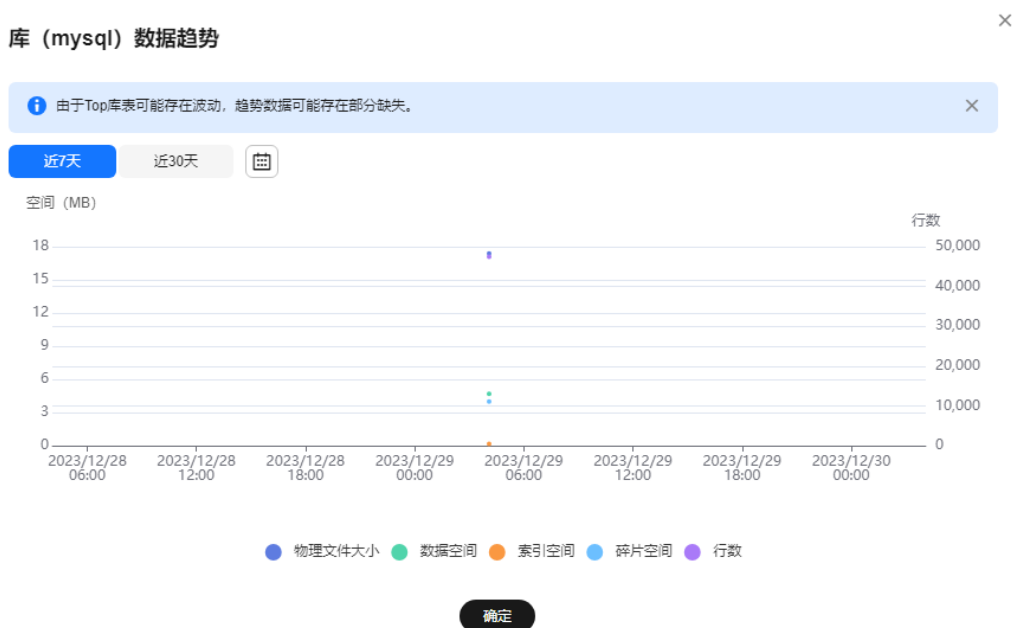 库（mysql）数据趋势
由于Top库表可能存在波动，趋势数据可能存在部分缺失。
近7天 近30天
空间（MB）
行数
18 50,000
15 40,000
12 30,000
9 20,000
6 10,000
3
0 0
2023/12/28 06:00
2023/12/28 12:00
2023/12/28 18:00
2023/12/29 00:00
2023/12/29 06:00
2023/12/29 12:00
2023/12/29 18:00
2023/12/30 00:00
物理文件大小 数据空间 索引空间 碎片空间 行数
确定